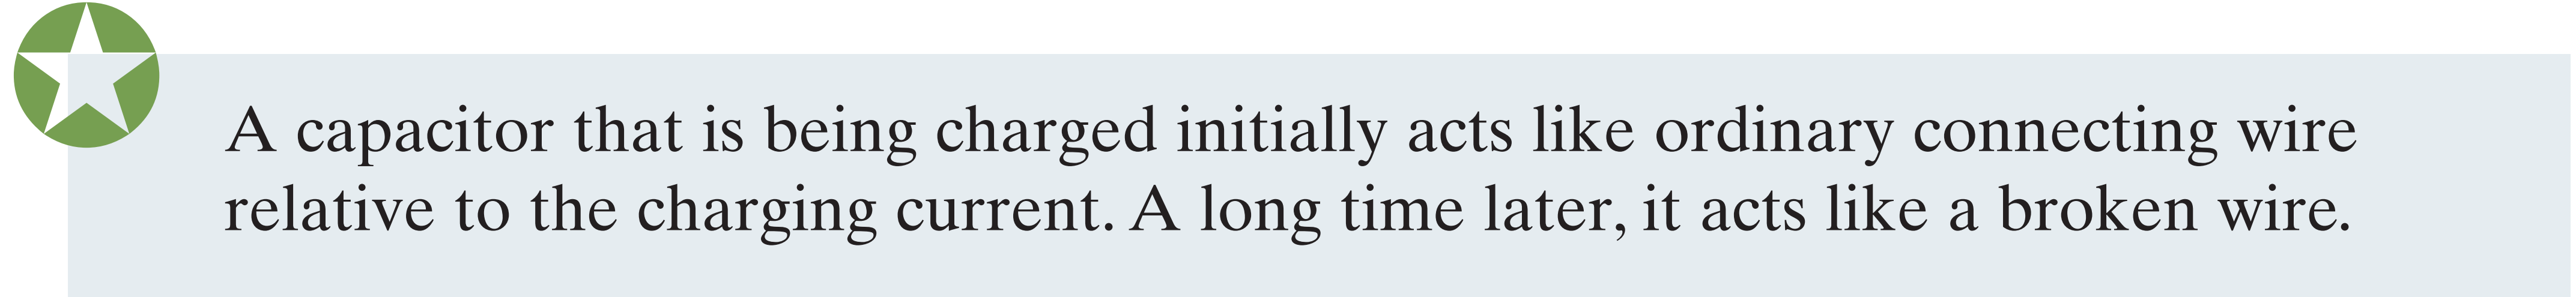 A capacitor that is being charged initially acts like ordinary connecting wire
relative to the charging current. A long time later, it acts like a broken wire.